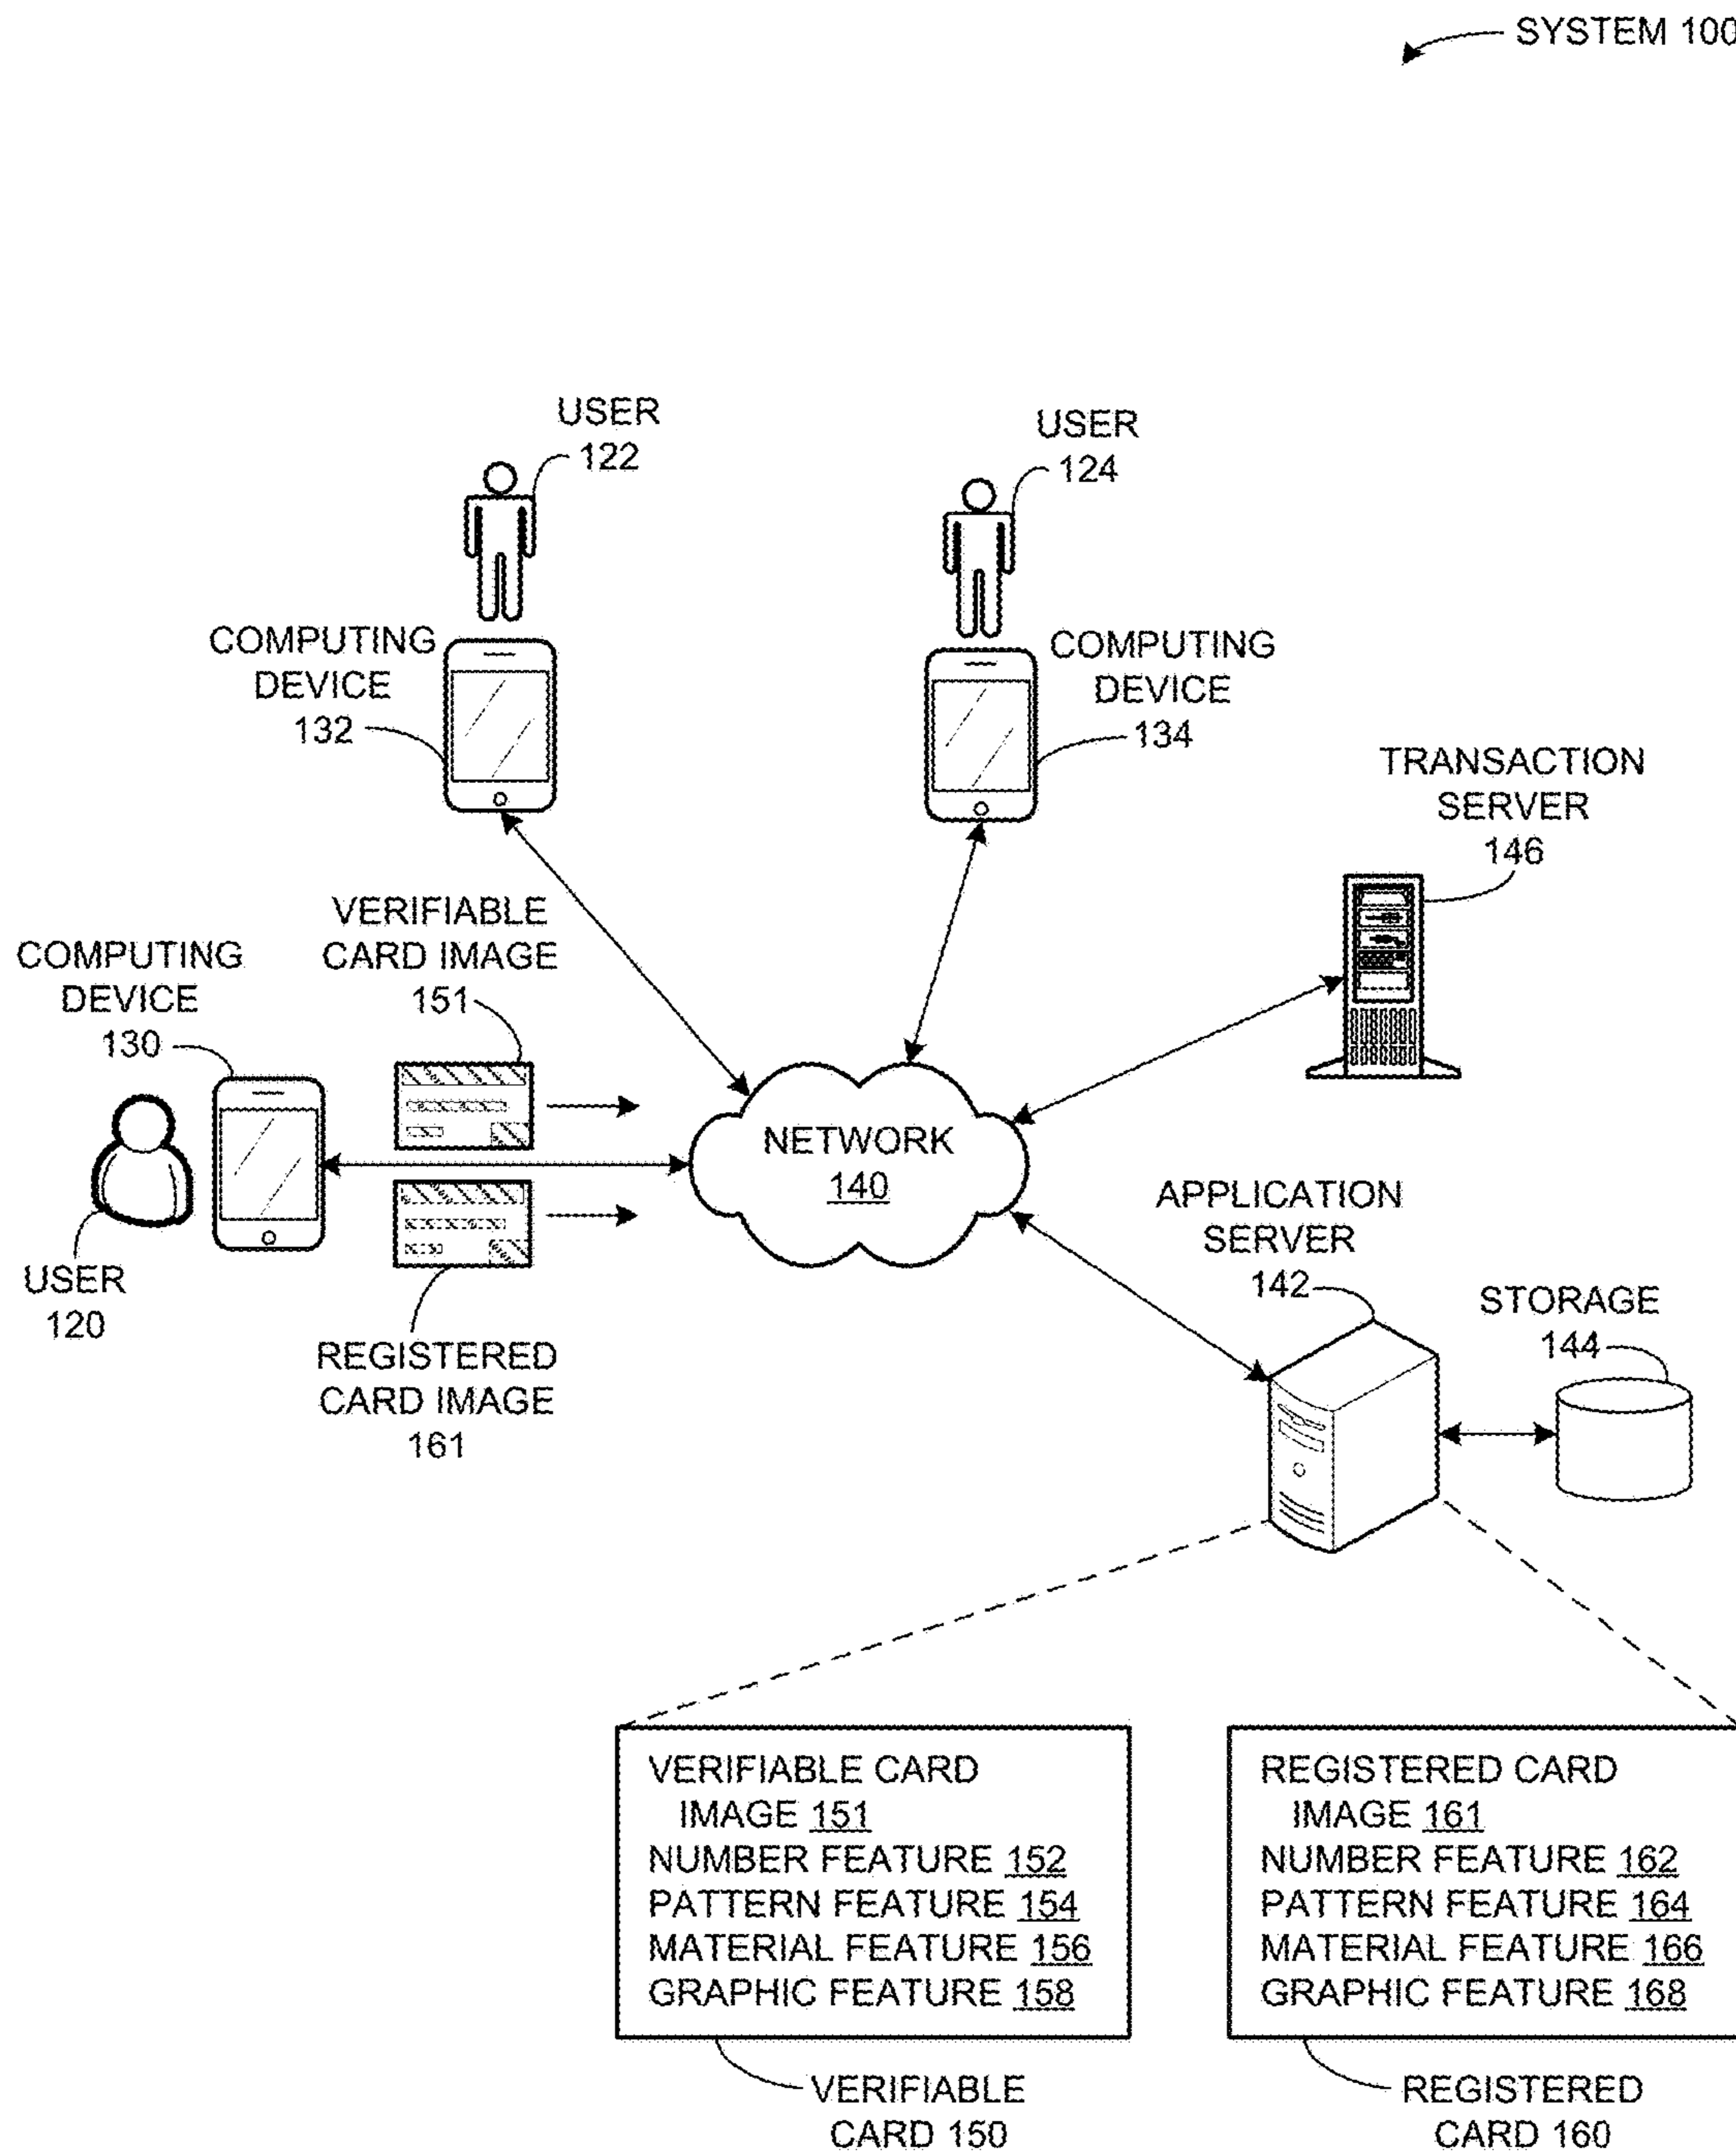 SYSTEM 100
USER
122
USER
124
COMPUTING
DEVICE
132
COMPUTING
DEVICE
134
TRANSACTION
SERVER
146
VERIFIABLE
CARD IMAGE
151
COMPUTING
DEVICE
130
NETWORK
140
USER
120
REGISTERED
CARD IMAGE
161
APPLICATION
SERVER
142
STORAGE
144
VERIFIABLE CARD
IMAGE 151
NUMBER FEATURE 152
PATTERN FEATURE 154
MATERIAL FEATURE 156
GRAPHIC FEATURE 158
VERIFIABLE
CARD 150
REGISTERED CARD
IMAGE 161
NUMBER FEATURE 162
PATTERN FEATURE 164
MATERIAL FEATURE 166
GRAPHIC FEATURE 168
REGISTERED
CARD 160